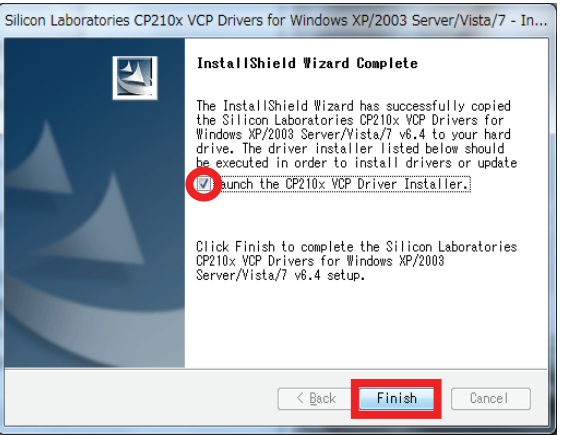 Silicon Laboratories CP210x VCP Drivers for Windows XP/2003 Server/Vista/7 - In...
InstallShield Wizard Complete
The InstallShield Wizard has successfully copied
the Silicon Laboratories CP210x VCP Drivers for
Windows XP/2003 Server/Vista/7 v6.4 to your hard
drive. The driver installer listed below should
be executed in order to install drivers or update
aunch the CP210x VCP Driver Installer.
Click Finish to complete the Silicon Laboratories
CP210x VCP Drivers for Windows XP/2003
Server/Vista/7 v6.4 setup.
< Back Finish Cancel